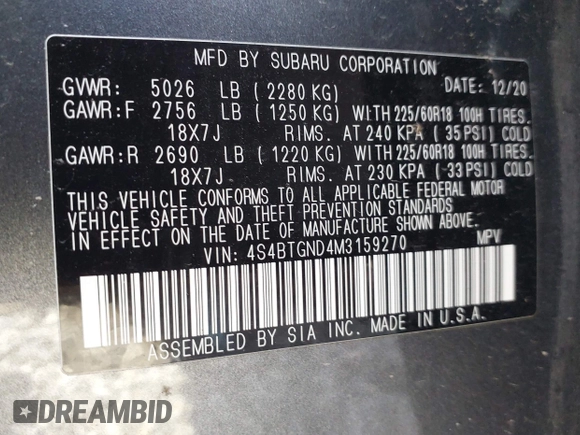 MFD BY SUBARU CORPORATION
GVWR: 5026 LB ( 2280 KG) DATE: 12/20
GAWR:F 2756 LB ( 1250 KG) WITH 225/60R18 100H TIRES.
18X7J RIMS. AT 240 KPA ( 35 PSI) COLD
GAWR:R 2690 LB ( 1220 KG) WITH 225/60R18 100H TIRES.
18X7J RIMS. AT 230 KPA ( 33 PSI) COLD
THIS VEHICLE CONFORMS TO ALL APPLICABLE FEDERAL MOTOR
VEHICLE SAFETY AND THEFT PREVENTION STANDARDS
IN EFFECT ON THE DATE OF MANUFACTURE SHOWN ABOVE.
VIN: 4S4BTGND4M3159270 MPV
ASSEMBLED BY SIA INC. MADE IN U.S.A.
DREAMBID